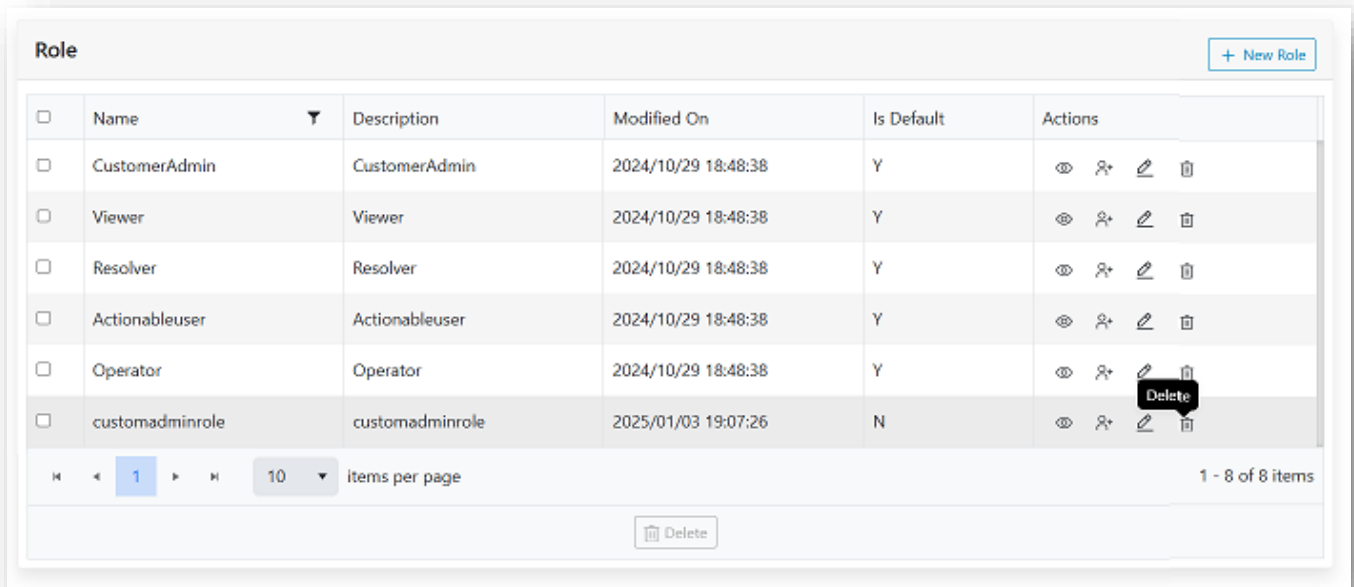 Role
+ New Role
Name Description Modified On Is Default Actions
CustomerAdmin CustomerAdmin 2024/10/29 18:48:38 Y
Viewer Viewer 2024/10/29 18:48:38 Y
Resolver Resolver 2024/10/29 18:48:38 Y
Actionableuser Actionableuser 2024/10/29 18:48:38 Y
Operator Operator 2024/10/29 18:48:38 Y
Delete
customadminrole customadminrole 2025/01/03 19:07:26 N
1 10 items per page 1 - 8 of 8 items
Delete